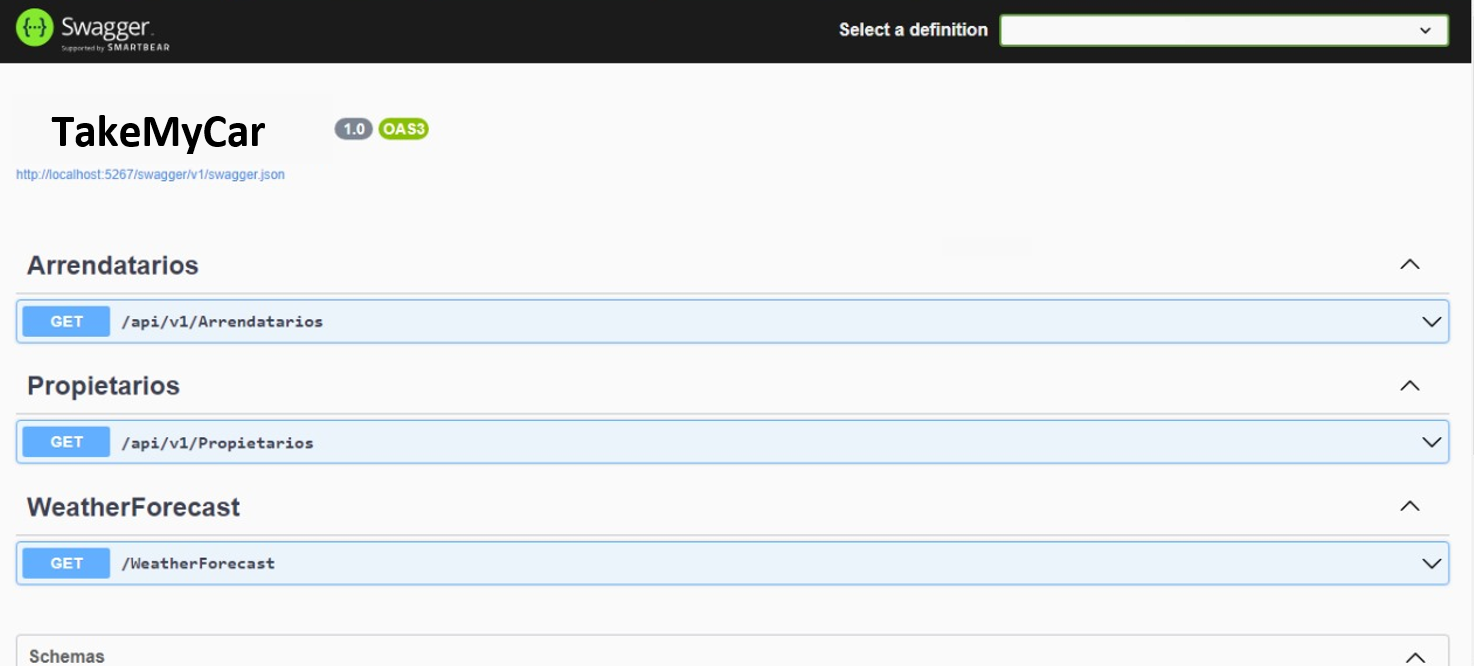 Swagger.
Supported by SMARTBEAR
Select a definition
TakeMyCar 1.0 OAS3
http://localhost:5267/swagger/v1/swagger.json
Arrendatarios
GET /api/v1/Arrendatarios
Propietarios
GET /api/v1/Propietarios
WeatherForecast
GET /WeatherForecast
Schemas